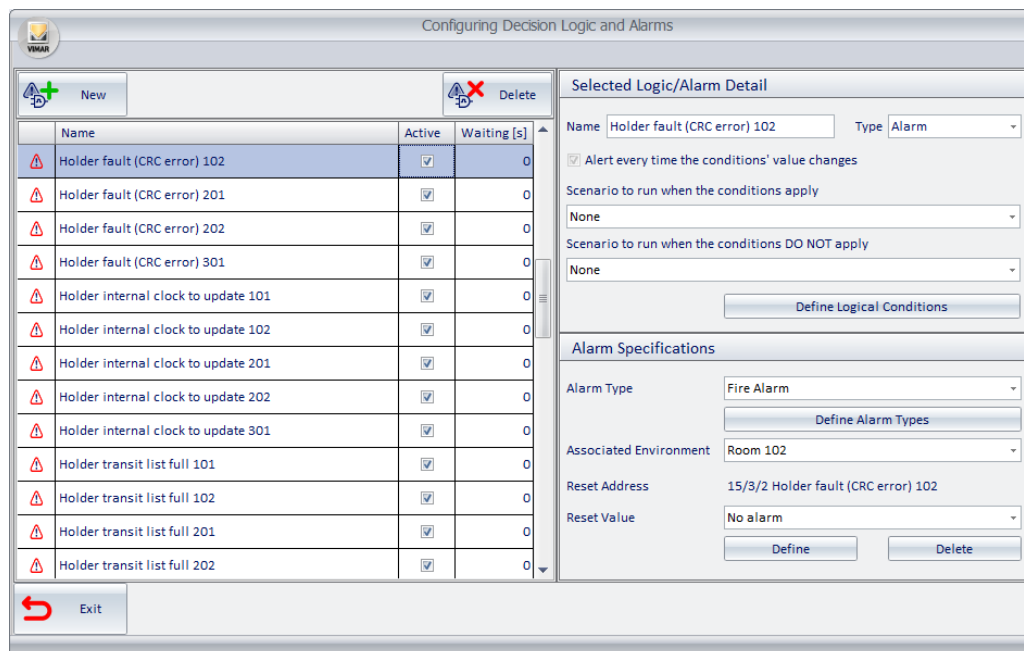 Configuring Decision Logic and Alarms
VIMAR
New
Delete
Name Active Waiting [s]
Holder fault (CRC error) 102 0
Holder fault (CRC error) 201 0
Holder fault (CRC error) 202 0
Holder fault (CRC error) 301 0
Holder internal clock to update 101 0
Holder internal clock to update 102 0
Holder internal clock to update 201 0
Holder internal clock to update 202 0
Holder internal clock to update 301 0
Holder transit list full 101 0
Holder transit list full 102 0
Holder transit list full 201 0
Holder transit list full 202 0
Selected Logic/Alarm Detail
Name Holder fault (CRC error) 102 Type Alarm
Alert every time the conditions' value changes
Scenario to run when the conditions apply
None
Scenario to run when the conditions DO NOT apply
None
Define Logical Conditions
Alarm Specifications
Alarm Type Fire Alarm
Define Alarm Types
Associated Environment Room 102
Reset Address 15/3/2 Holder fault (CRC error) 102
Reset Value No alarm
Define Delete
Exit